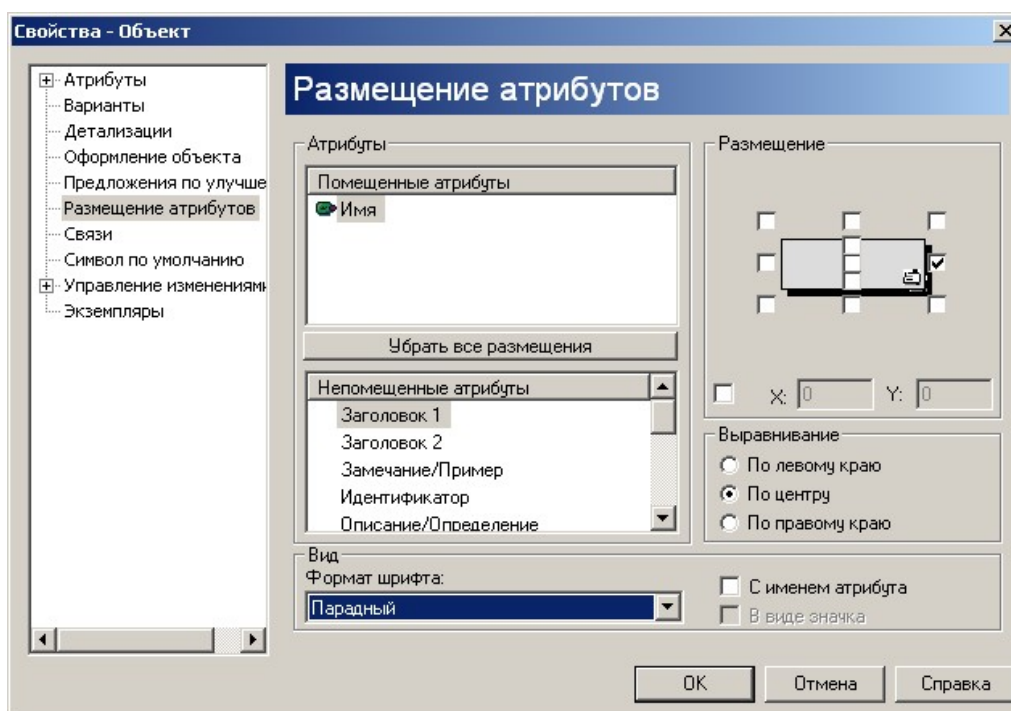 Свойства - Объект
Атрибуты
Варианты
Детализации
Оформление объекта
Предложения по улучше
Размещение атрибутов
Связи
Символ по умолчанию
Управление изменениями
Экземпляры
Размещение атрибутов
Атрибуты
Помещенные атрибуты
Имя
Убрать все размещения
Непомещенные атрибуты
Заголовок 1
Заголовок 2
Замечание/Пример
Идентификатор
Описание/Определение
Размещение
X: 0 Y: 0
Выравнивание
По левому краю
По центру
По правому краю
Вид
Формат шрифта:
Парадный
С именем атрибута
В виде значка
OK Отмена Справка